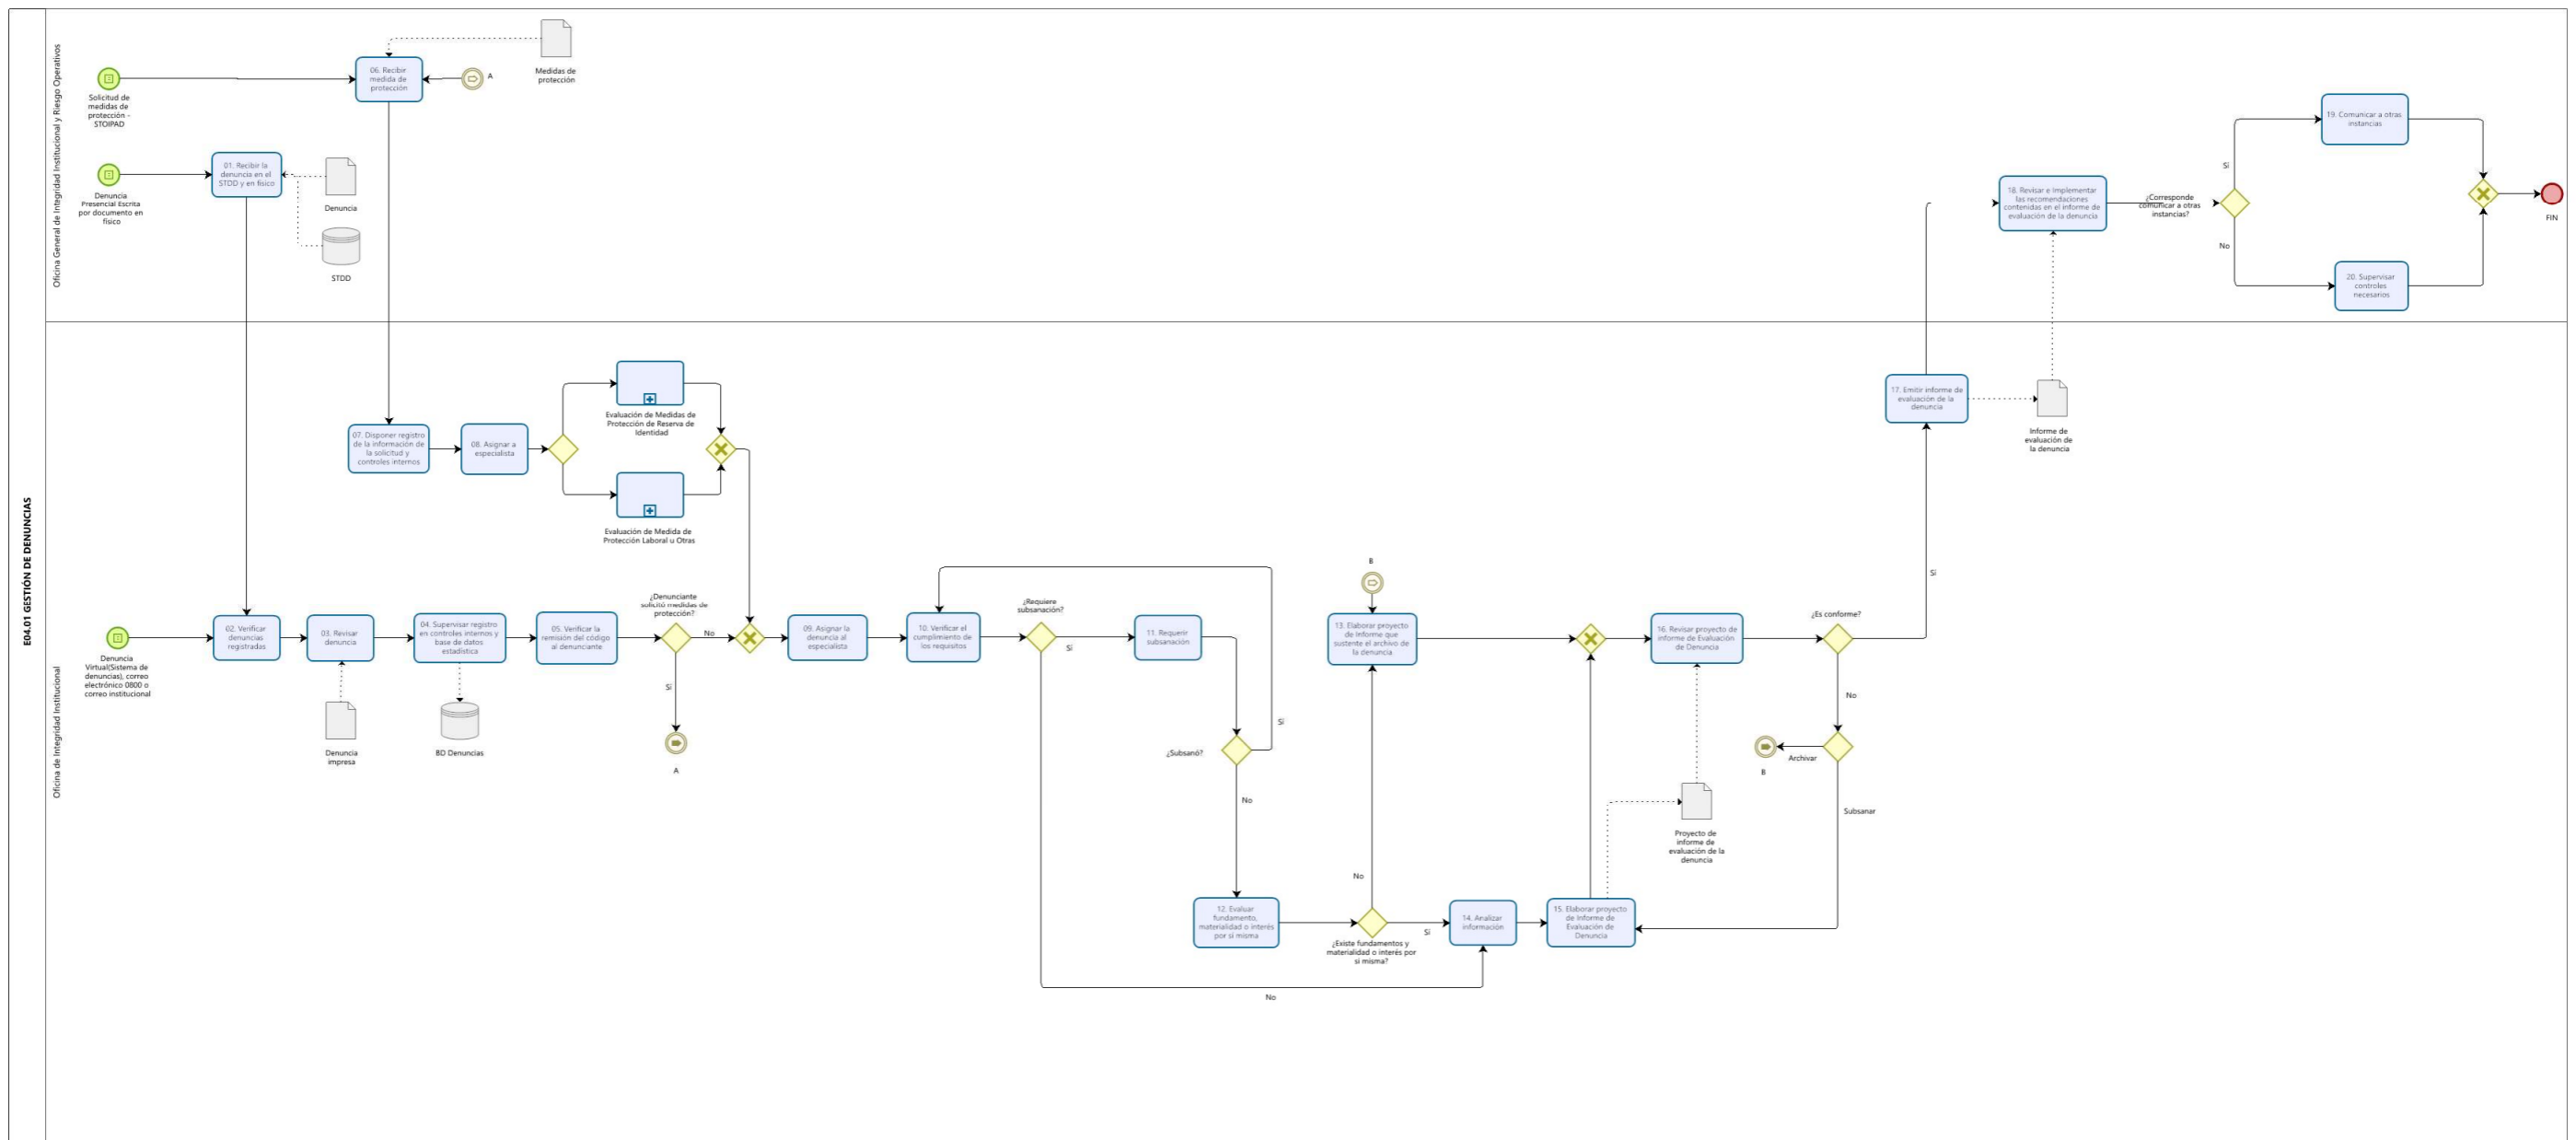 E04.01 GESTIÓN DE DENUNCIAS
Oficina General de Integridad Institucional y Riesgo Operativos
Solicitud de
medidas de
protección -
STOIPAD
06. Recibir
medida de
protección
A
Medidas de
protección
Denuncia
Presencial Escrita
por documento en
físico
01. Recibir la
denuncia en el
STDD y en físico
Denuncia
STDD
18. Revisar e Implementar
las recomendaciones
contenidas en el informe de
evaluación de la denuncia
¿Corresponde
comunicar a otras
instancias?
Sí
No
19. Comunicar a otras
instancias
20. Supervisar
controles
necesarios
FIN
Oficina de Integridad Institucional
07. Disponer registro
de la información de
la solicitud y
controles internos
08. Asignar a
especialista
Evaluación de Medidas de
Protección de Reserva de
Identidad
Evaluación de Medida de
Protección Laboral u Otras
17. Emitir informe de
evaluación de la
denuncia
Informe de
evaluación de
la denuncia
Sí
Denuncia
Virtual(Sistema de
denuncias), correo
electrónico 0800 o
correo institucional
02. Verificar
denuncias
registradas
03. Revisar
denuncia
Denuncia
impresa
04. Supervisar registro
en controles internos y
base de datos
estadística
BD Denuncias
05. Verificar la
remisión del código
al denunciante
¿Denunciante
solicitó medidas de
protección?
No
Sí
A
09. Asignar la
denuncia al
especialista
10. Verificar el
cumplimiento de
los requisitos
¿Requiere
subsanación?
Sí
11. Requerir
subsanación
¿Subsanó?
Sí
No
12. Evaluar
fundamento,
materialidad o interés
por si misma
¿Existe fundamentos y
materialidad o interés por
si misma?
No
Sí
B
13. Elaborar proyecto
de Informe que
sustente el archivo de
la denuncia
14. Analizar
información
No
15. Elaborar proyecto
de Informe de
Evaluación de
Denuncia
16. Revisar proyecto de
informe de Evaluación
de Denuncia
Proyecto de
informe de
evaluación de la
denuncia
¿Es conforme?
No
Archivar
B
Subsanar